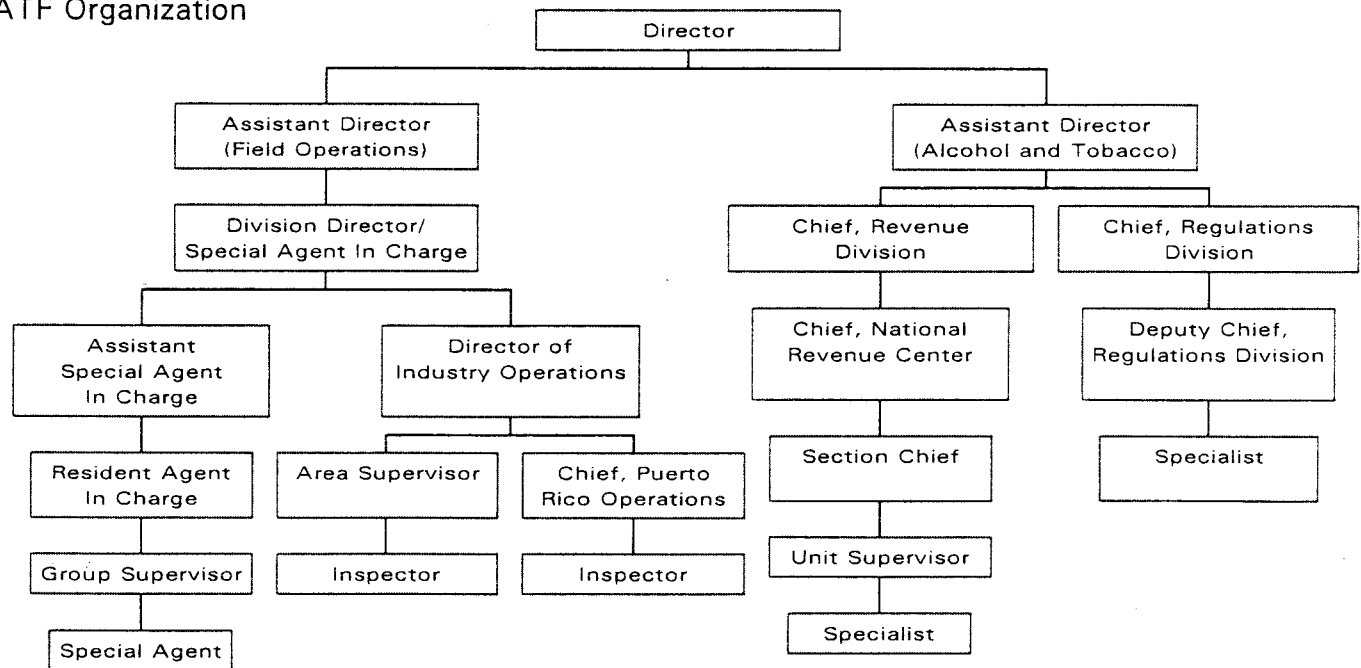 ATF Organization
Director
Assistant Director
(Field Operations)
Assistant Director
(Alcohol and Tobacco)
Division Director/
Special Agent In Charge
Chief, Revenue
Division
Chief, Regulations
Division
Assistant
Special Agent
In Charge
Director of
Industry Operations
Chief, National
Revenue Center
Deputy Chief,
Regulations Division
Resident Agent
In Charge
Area Supervisor
Chief, Puerto
Rico Operations
Section Chief
Specialist
Group Supervisor
Inspector
Inspector
Unit Supervisor
Special Agent
Specialist